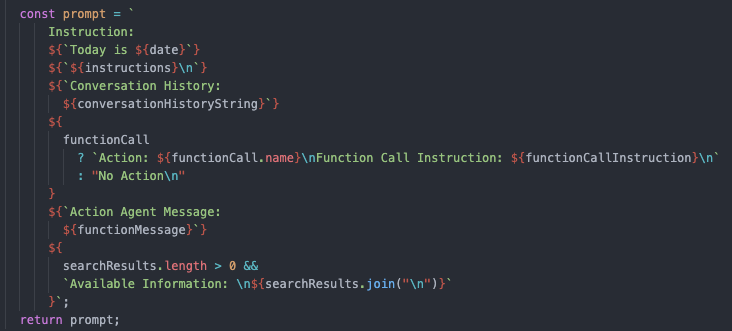 const prompt = `
Instruction:
${`Today is ${date}`}
${`${instructions}\n`}
${`Conversation History:
${conversationHistoryString}`}
${
functionCall
? `Action: ${functionCall.name}\nFunction Call Instruction: ${functionCallInstruction}\n`
: "No Action\n"
}
${`Action Agent Message:
${functionMessage}`}
${
searchResults.length > 0 &&
`Available Information: \n${searchResults.join("\n")}`
}`;
return prompt;